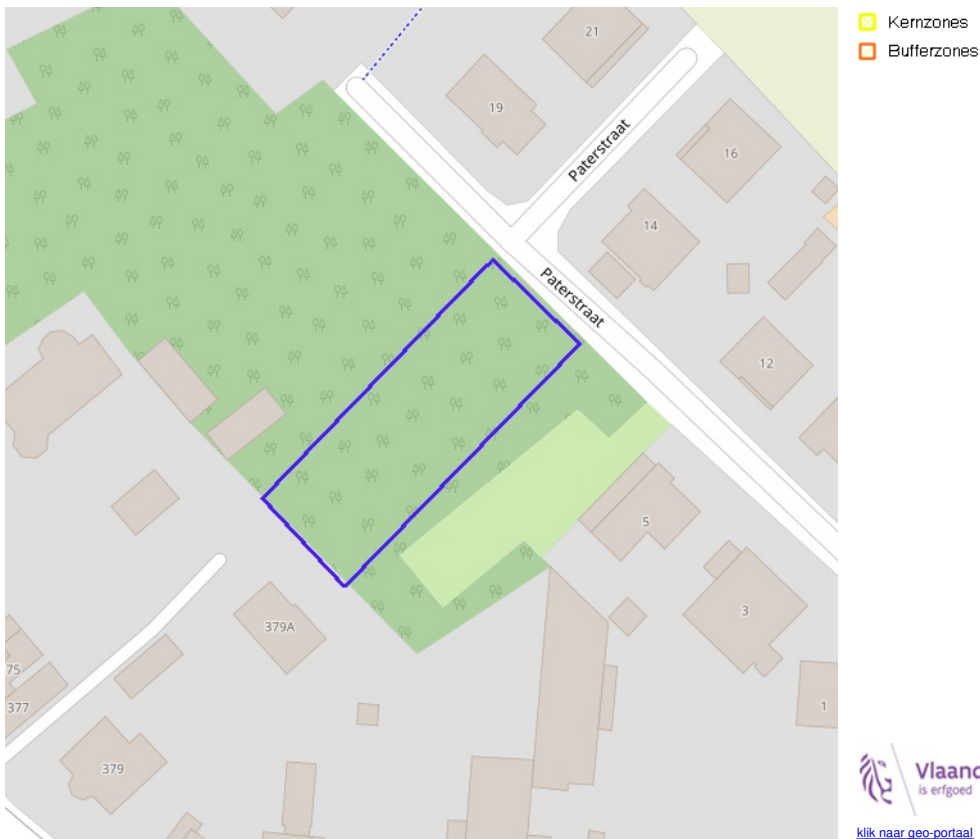 Kernzones
Bufferzones
21
19
Paterstraat
16
14
Paterstraat
12
5
3
379A
75
377
1
379
Vlaanc
is erfgoed
klik naar geo-portaal